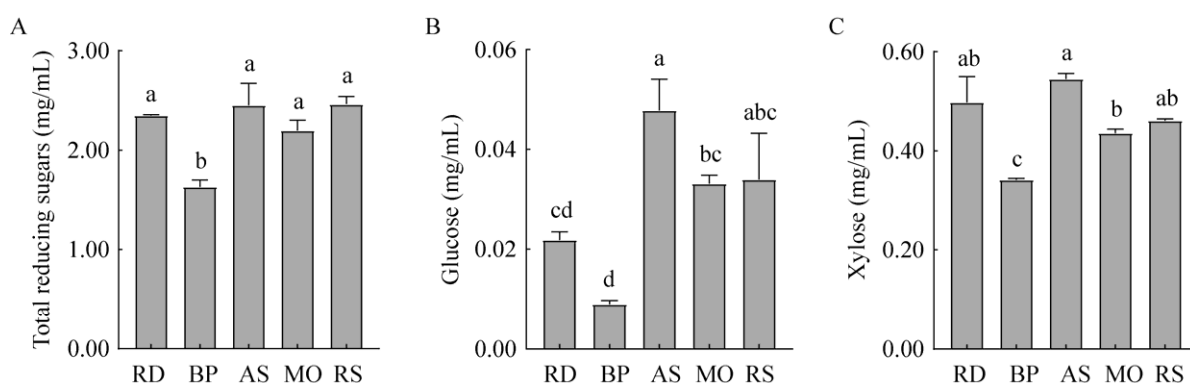 A
Total reducing sugars (mg/mL)
3.00
2.00
1.00
0.00
a
b
a
a
a
RD BP AS MO RS
B
Glucose (mg/mL)
0.06
0.04
0.02
0.00
cd
d
a
bc
abc
RD BP AS MO RS
C
Xylose (mg/mL)
0.60
0.40
0.20
0.00
ab
c
a
b
ab
RD BP AS MO RS